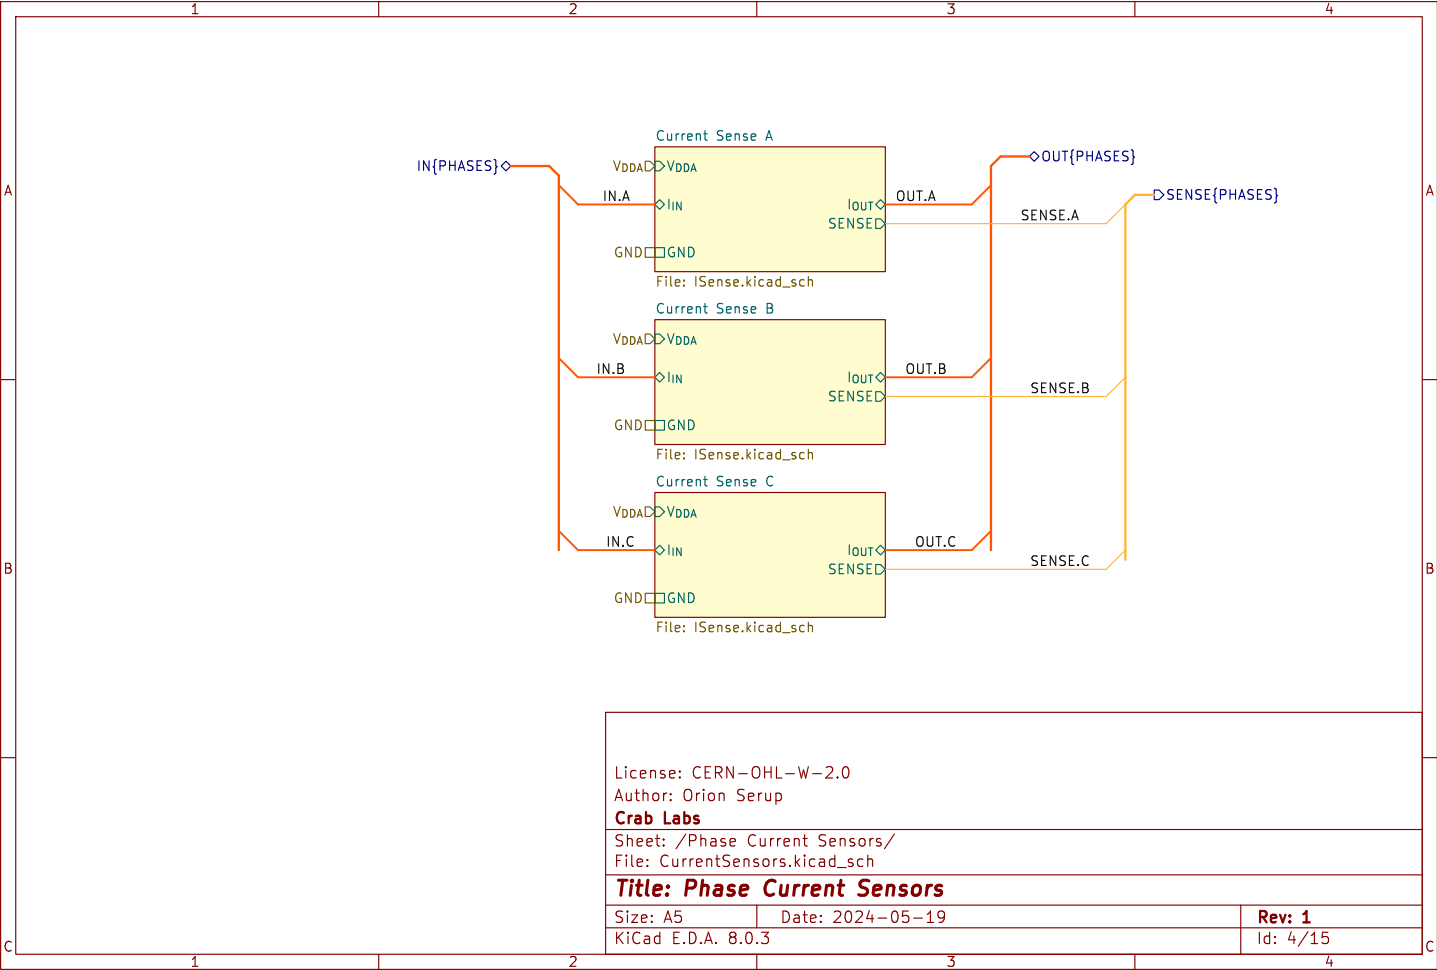 1 2 3 4
Current Sense A
IN{PHASES}
VDDA VDDA
OUT{PHASES}
A A
IN.A
IIN
IOUT
OUT.A
SENSE{PHASES}
SENSE
SENSE.A
GND GND
File: ISense.kicad_sch
Current Sense B
VDDA VDDA
IN.B
IIN
IOUT
OUT.B
SENSE
SENSE.B
GND GND
File: ISense.kicad_sch
Current Sense C
VDDA VDDA
IN.C
IIN
IOUT
OUT.C
B B
SENSE
SENSE.C
GND GND
File: ISense.kicad_sch
License: CERN-OHL-W-2.0
Author: Orion Serup
Crab Labs
Sheet: /Phase Current Sensors/
File: CurrentSensors.kicad_sch
Title: Phase Current Sensors
Size: A5 Date: 2024-05-19 Rev: 1
KiCad E.D.A. 8.0.3 Id: 4/15
C C
1 2 3 4